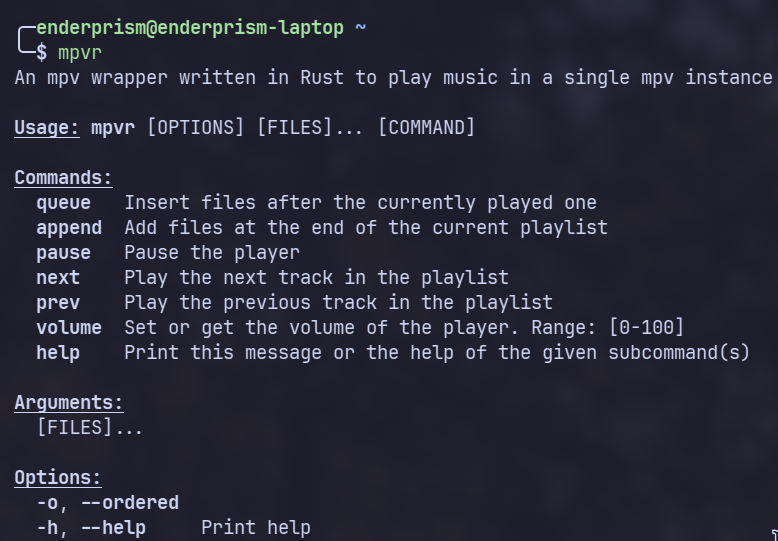 enderprism@enderprism-laptop ~
$ mpvr
An mpv wrapper written in Rust to play music in a single mpv instance
Usage: mpvr [OPTIONS] [FILES]... [COMMAND]
Commands:
queue Insert files after the currently played one
append Add files at the end of the current playlist
pause Pause the player
next Play the next track in the playlist
prev Play the previous track in the playlist
volume Set or get the volume of the player. Range: [0-100]
help Print this message or the help of the given subcommand(s)
Arguments:
[FILES]...
Options:
-o, --ordered
-h, --help Print help